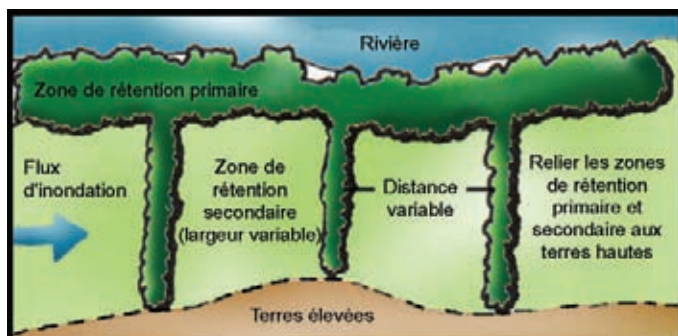 Rivière
Zone de rétention primaire
Flux
d'inondation
Zone de
rétention
secondaire
(largeur variable)
Distance
variable
Relier les zones
de rétention
primaire et
secondaire aux
terres hautes
Terres élevées